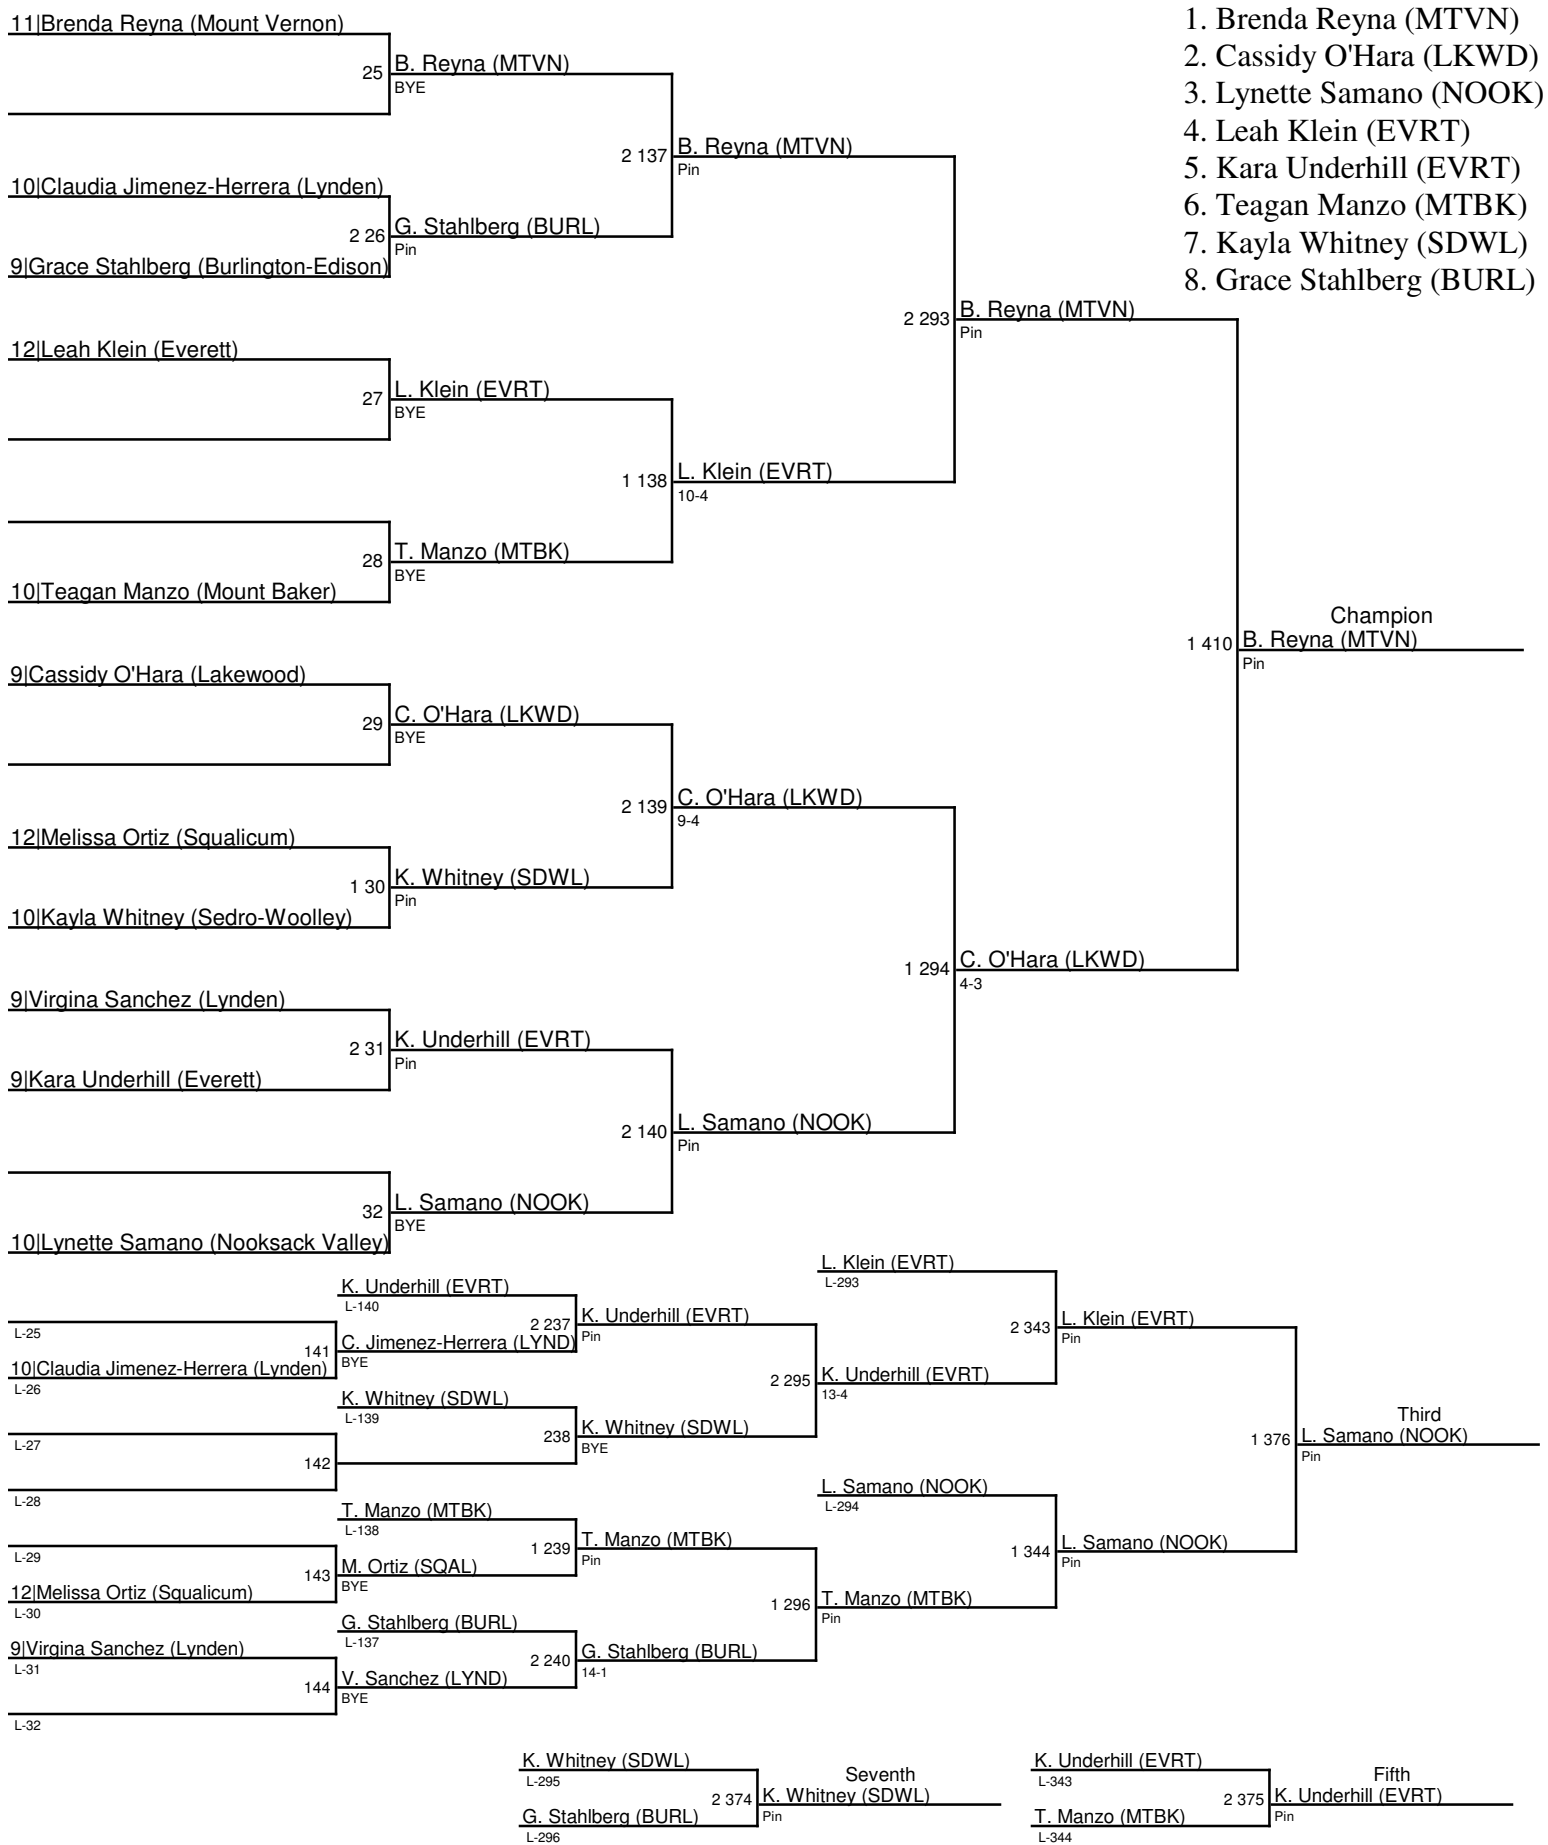 11|Brenda Reyna (Mount Vernon)
25
B. Reyna (MTVN)
BYE
10|Claudia Jimenez-Herrera (Lynden)
2 26
G. Stahlberg (BURL)
Pin
9|Grace Stahlberg (Burlington-Edison)
2 137
B. Reyna (MTVN)
Pin
12|Leah Klein (Everett)
27
L. Klein (EVRT)
BYE
1 138
L. Klein (EVRT)
10-4
28
T. Manzo (MTBK)
BYE
10|Teagan Manzo (Mount Baker)
2 293
B. Reyna (MTVN)
Pin
9|Cassidy O'Hara (Lakewood)
29
C. O'Hara (LKWD)
BYE
2 139
C. O'Hara (LKWD)
9-4
12|Melissa Ortiz (Squalicum)
1 30
K. Whitney (SDWL)
Pin
10|Kayla Whitney (Sedro-Woolley)
1 294
C. O'Hara (LKWD)
4-3
9|Virgina Sanchez (Lynden)
2 31
K. Underhill (EVRT)
Pin
9|Kara Underhill (Everett)
2 140
L. Samano (NOOK)
Pin
32
L. Samano (NOOK)
BYE
10|Lynette Samano (Nooksack Valley)
Champion
1 410
B. Reyna (MTVN)
Pin
1. Brenda Reyna (MTVN)
2. Cassidy O'Hara (LKWD)
3. Lynette Samano (NOOK)
4. Leah Klein (EVRT)
5. Kara Underhill (EVRT)
6. Teagan Manzo (MTBK)
7. Kayla Whitney (SDWL)
8. Grace Stahlberg (BURL)
L-25
141
C. Jimenez-Herrera (LYND)
BYE
10|Claudia Jimenez-Herrera (Lynden)
L-26
K. Underhill (EVRT)
L-140
2 237
K. Underhill (EVRT)
Pin
K. Whitney (SDWL)
L-139
L-27
142
L-28
238
K. Whitney (SDWL)
BYE
2 295
K. Underhill (EVRT)
13-4
L. Klein (EVRT)
L-293
2 343
L. Klein (EVRT)
Pin
T. Manzo (MTBK)
L-138
L-29
143
M. Ortiz (SQAL)
BYE
12|Melissa Ortiz (Squalicum)
L-30
1 239
T. Manzo (MTBK)
Pin
G. Stahlberg (BURL)
L-137
9|Virgina Sanchez (Lynden)
L-31
144
V. Sanchez (LYND)
BYE
L-32
2 240
G. Stahlberg (BURL)
14-1
1 296
T. Manzo (MTBK)
Pin
L. Samano (NOOK)
L-294
1 344
L. Samano (NOOK)
Pin
Third
1 376
L. Samano (NOOK)
Pin
K. Whitney (SDWL)
L-295
G. Stahlberg (BURL)
L-296
Seventh
2 374
K. Whitney (SDWL)
Pin
K. Underhill (EVRT)
L-343
T. Manzo (MTBK)
L-344
Fifth
2 375
K. Underhill (EVRT)
Pin